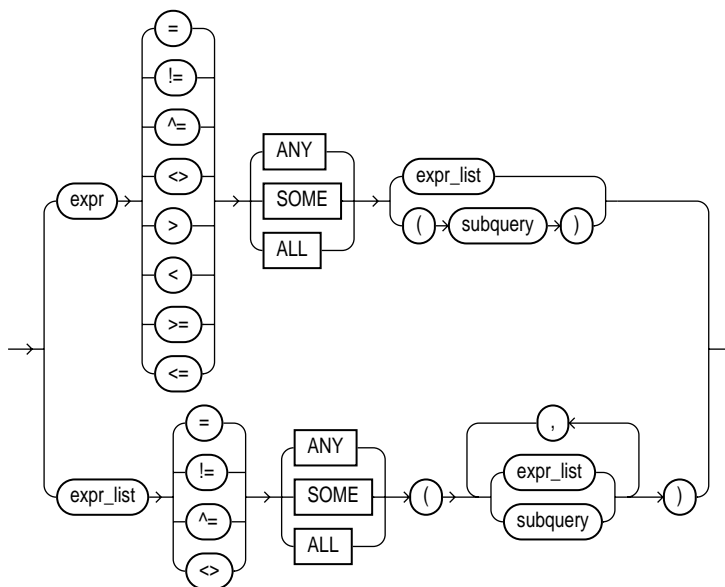 =
!=
^=
<>
>
<
>=
<=
expr
ANY
SOME
ALL
expr_list
( subquery )
=
!=
^=
<>
expr_list
ANY
SOME
ALL
(
,
expr_list
subquery
)